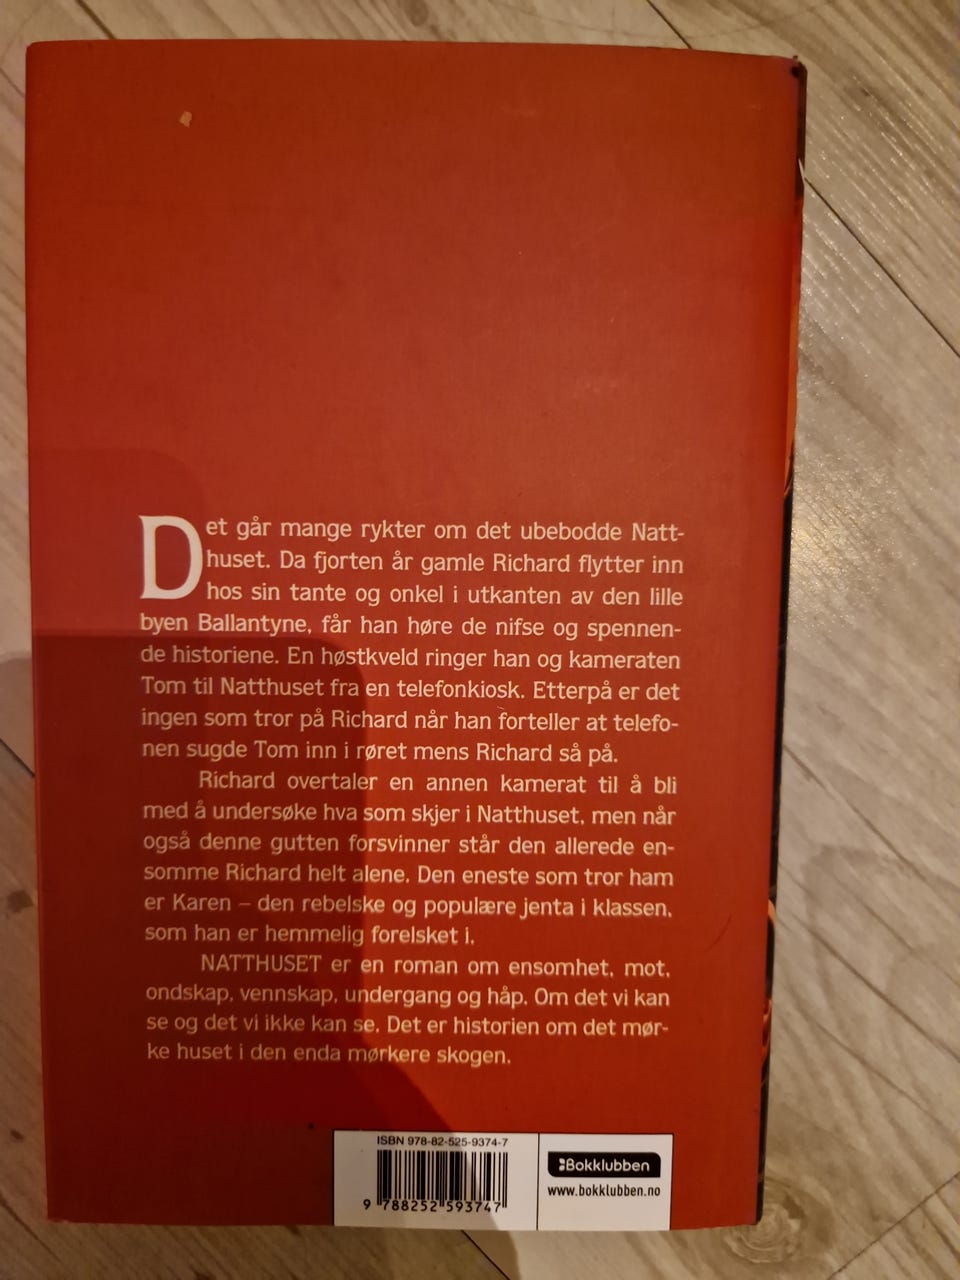 Det går mange rykter om det ubebodde Natt-
huset. Da fjorten år gamle Richard flytter inn
hos sin tante og onkel i utkanten av den lille
byen Ballantyne, får han høre de nifse og spennen-
de historiene. En høstkveld ringer han og kameraten
Tom til Natthuset fra en telefonkiosk. Etterpå er det
ingen som tror på Richard når han forteller at telefo-
nen sugde Tom inn i røret mens Richard så på.
Richard overtaler en annen kamerat til å bli
med å undersøke hva som skjer i Natthuset, men når
også denne gutten forsvinner står den allerede en-
somme Richard helt alene. Den eneste som tror ham
er Karen – den rebelske og populære jenta i klassen,
som han er hemmelig forelsket i.
NATTHUSET er en roman om ensomhet, mot,
ondskap, vennskap, undergang og håp. Om det vi kan
se og det vi ikke kan se. Det er historien om det mør-
ke huset i den enda mørkere skogen.
ISBN 978-82-525-9374-7
9 788252 593747
Bokklubben
www.bokklubben.no